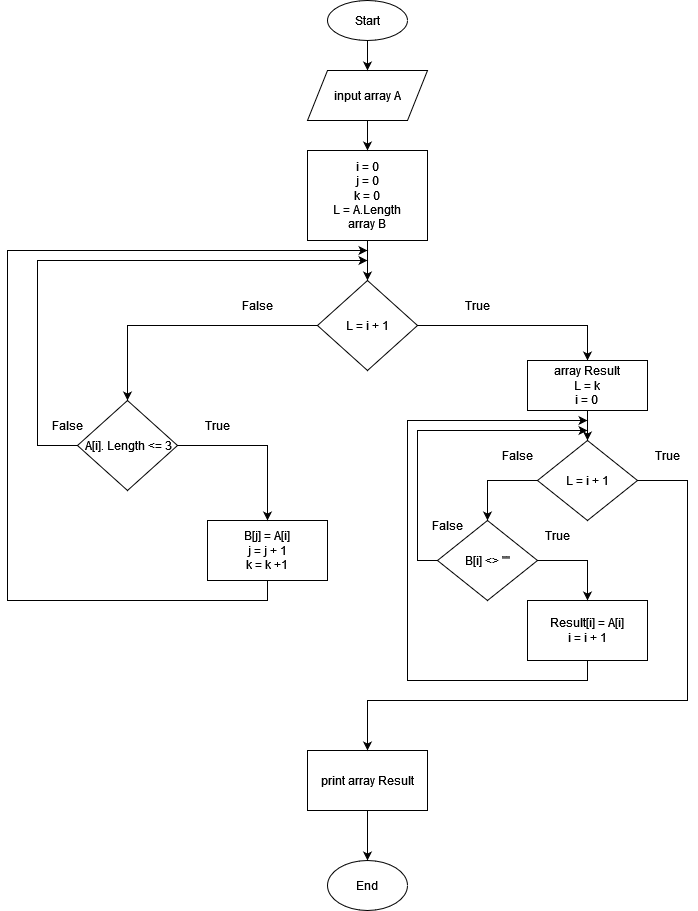 Start
input array A
i = 0
j = 0
k = 0
L = A.Length
array B
False
True
L = i + 1
array Result
L = k
i = 0
False
True
A[i]. Length <= 3
False
True
L = i + 1
B[j] = A[i]
j = j + 1
k = k +1
False
True
B[i] <> ""
Result[i] = A[i]
i = i + 1
print array Result
End